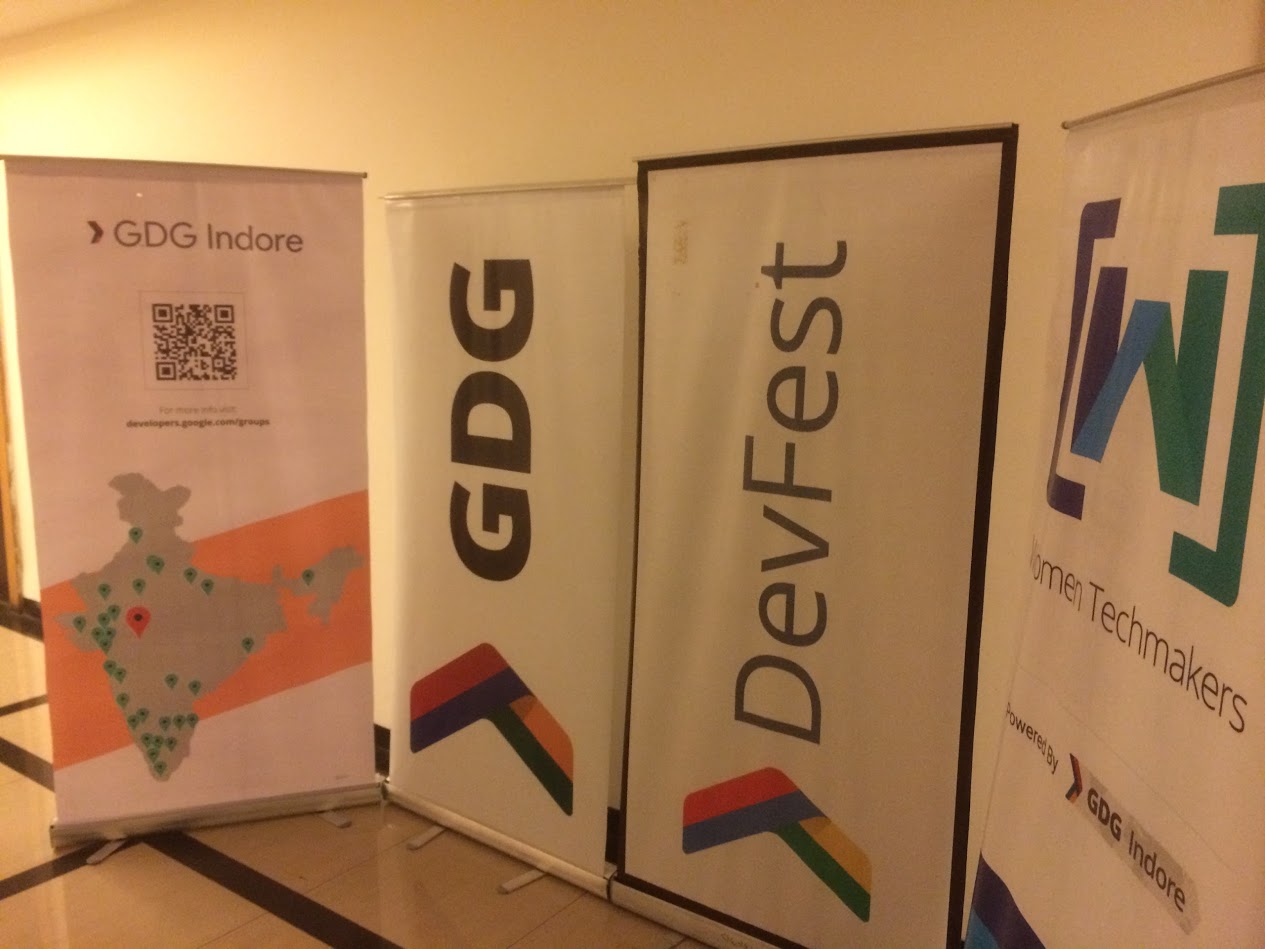 GDG Indore
For more info visit:
developers.google.com/groups
GDG
DevFest
W
Women Techmakers
Powered By
GDG Indore